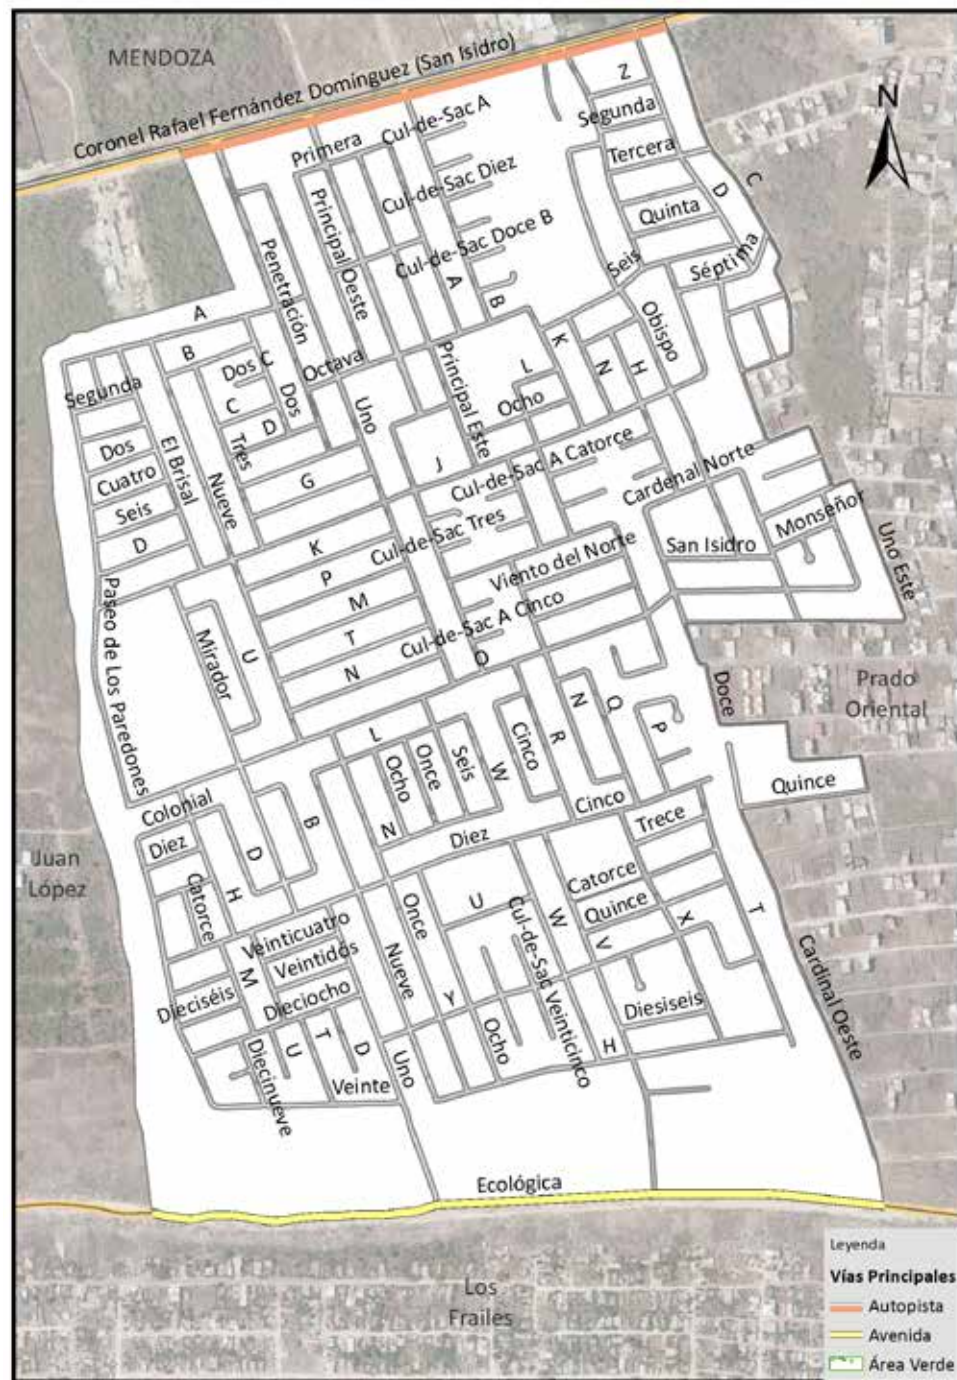 MENDOZA
Coronel Rafael Fernández Domínguez (San Isidro)
N
Z
Cul-de-Sac A
Segunda
Primera
Tercera
Cul-de-Sac Diez
D
C
Principal Oeste
Quinta
Penetración
Cul-de-Sac Doce B
Séptima
Seis
A
B
A
Obispo
B
K
Dos C
Octava
N
H
Segunda
Principal Este
L
Dos
C
Uno
Ocho
D
Dos
El Brisal
Tres
Cul-de-Sac A Catorce
J
G
Cuatro
Nueve
Cardenal Norte
Seis
Monseñor
D
K
Cul-de-Sac Tres
San Isidro
Uno Este
P
Viento del Norte
M
Paseo de Los Paredones
T
Cul-de-Sac A Cinco
U
Mirador
N
O
Doce
Prado
Oriental
N
Q
P
L
Cinco
R
Once
Seis
W
Ocho
Quince
Colonial
B
Cinco
Trece
N
Diez
Diez
D
Juan
López
Catorce
H
Catorce
Once
U
Cul-de-Sac Veinticinco
W
Quince
X
T
Veinticuatro
V
Veintidós
M
Nueve
Cardinal Oeste
Dieciséis
Dieciocho
Y
Diesiseis
U
T
D
Ocho
H
Uno
Diecinueve
Veinte
Ecológica
Los
Frailes
Leyenda
Vías Principales
Autopista
Avenida
Área Verde